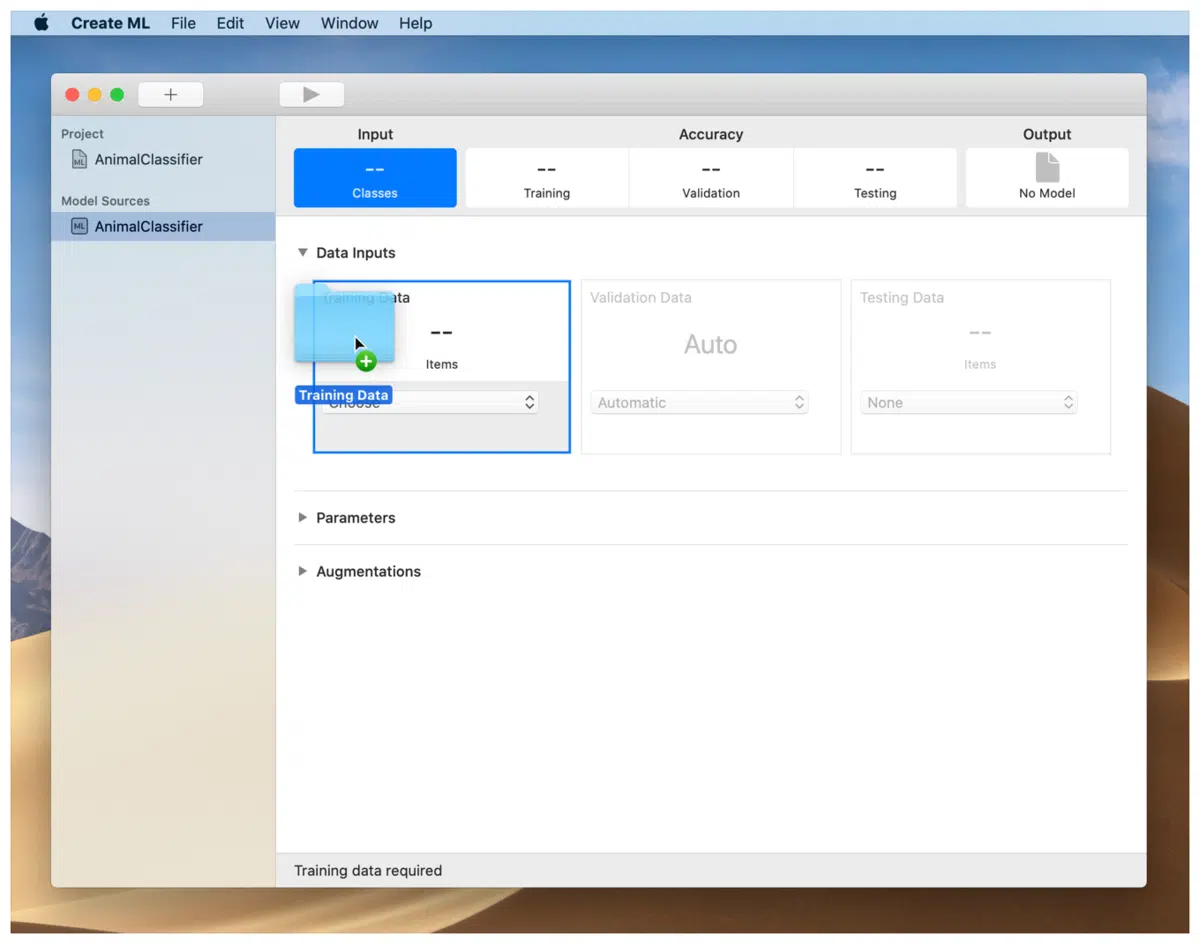 Create ML File Edit View Window Help
Project
AnimalClassifier
Model Sources
ML AnimalClassifier
Input Accuracy Output
-- -- -- --
Classes Training Validation Testing No Model
Data Inputs
Training Data Validation Data Testing Data
-- Auto --
Items Items
Training Data
Choose Automatic None
Parameters
Augmentations
Training data required